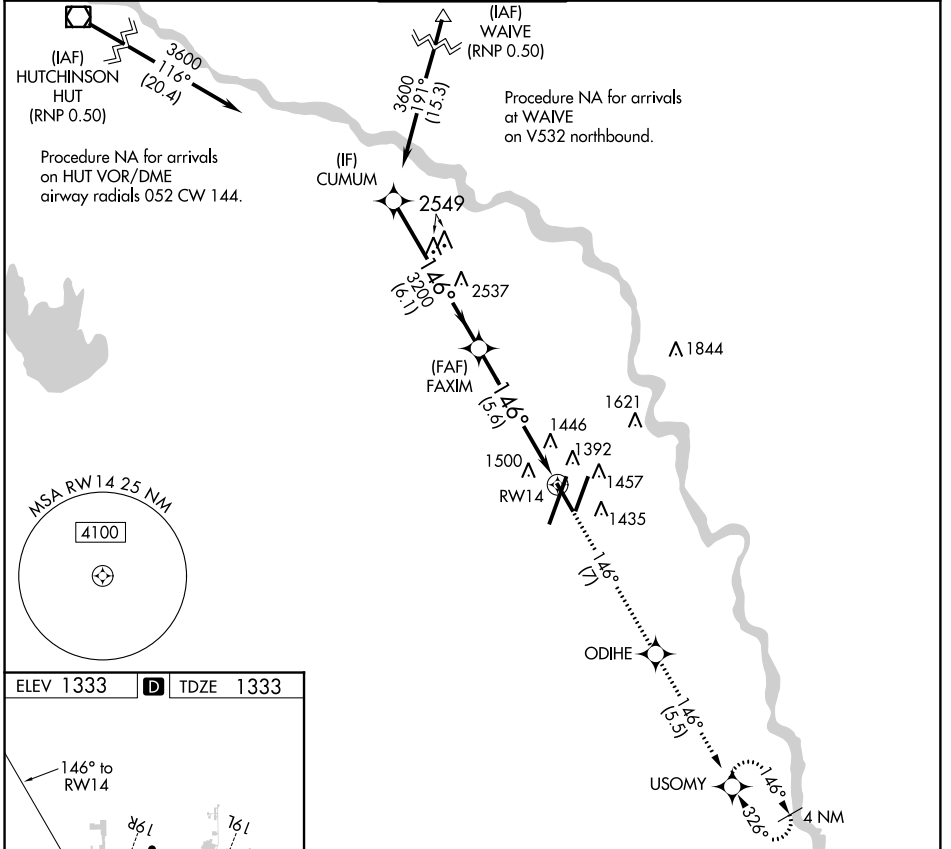 (IAF)
HUTCHINSON
HUT
(RNP 0.50)
3600
116°
(20.4)
(IAF)
WAIVE
(RNP 0.50)
3600
191°
(15.3)
Procedure NA for arrivals
at WAIVE
on V532 northbound.
Procedure NA for arrivals
on HUT VOR/DME
airway radials 052 CW 144.
(IF)
CUMUM
2549
146°
3200
(6.1)
2537
(FAF)
FAXIM
1844
146°
(5.6)
1621
1446
1392
1500
1457
RW14
1435
MSA RW14 25 NM
4100
146°
(7)
ODIHE
146°
(5.5)
USOMY
146°
326°
4 NM
ELEV 1333 D TDZE 1333
146° to
RW14
19R
19L